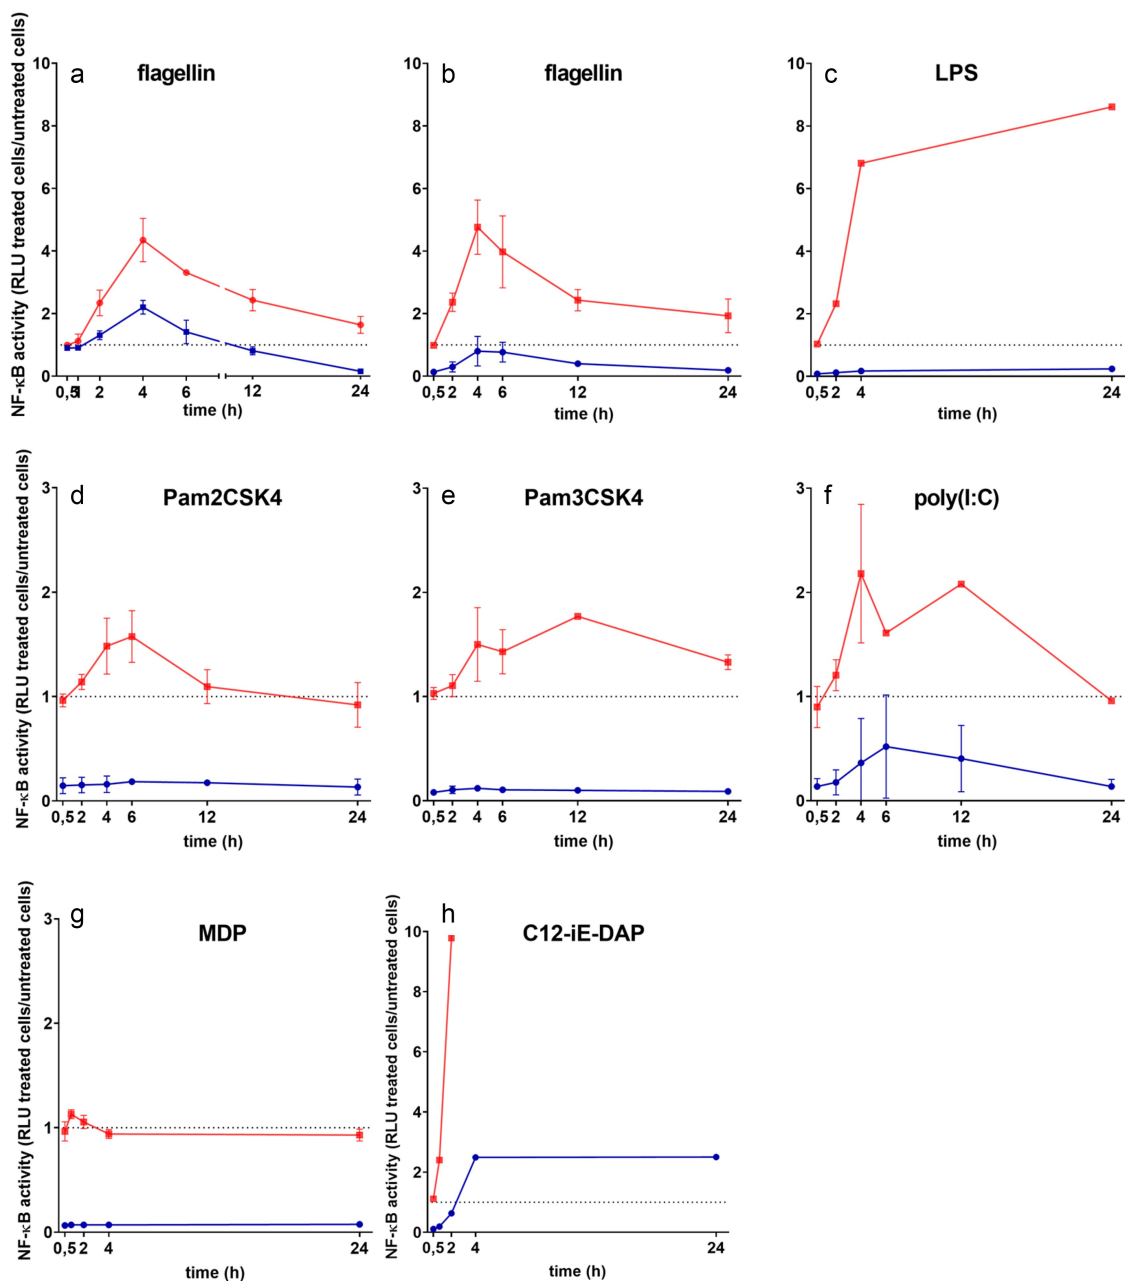 NF-κB activity (RLU treated cells/untreated cells)
a flagellin
10
8
6
4
2
0
0,5 1 2 4 6 12 24
time (h)
b flagellin
10
8
6
4
2
0
0,5 2 4 6 12 24
time (h)
c LPS
10
8
6
4
2
0
0,5 2 4 24
time (h)
NF-κB activity (RLU treated cells/untreated cells)
d Pam2CSK4
3
2
1
0
0,5 2 4 6 12 24
time (h)
e Pam3CSK4
3
2
1
0
0,5 2 4 6 12 24
time (h)
f poly(I:C)
3
2
1
0
0,5 2 4 6 12 24
time (h)
NF-κB activity (RLU treated cells/untreated cells)
g MDP
3
2
1
0
0,5 2 4 24
time (h)
NF-κB activity (RLU treated cells/untreated cells)
h C12-iE-DAP
10
8
6
4
2
0
0,5 2 4 24
time (h)